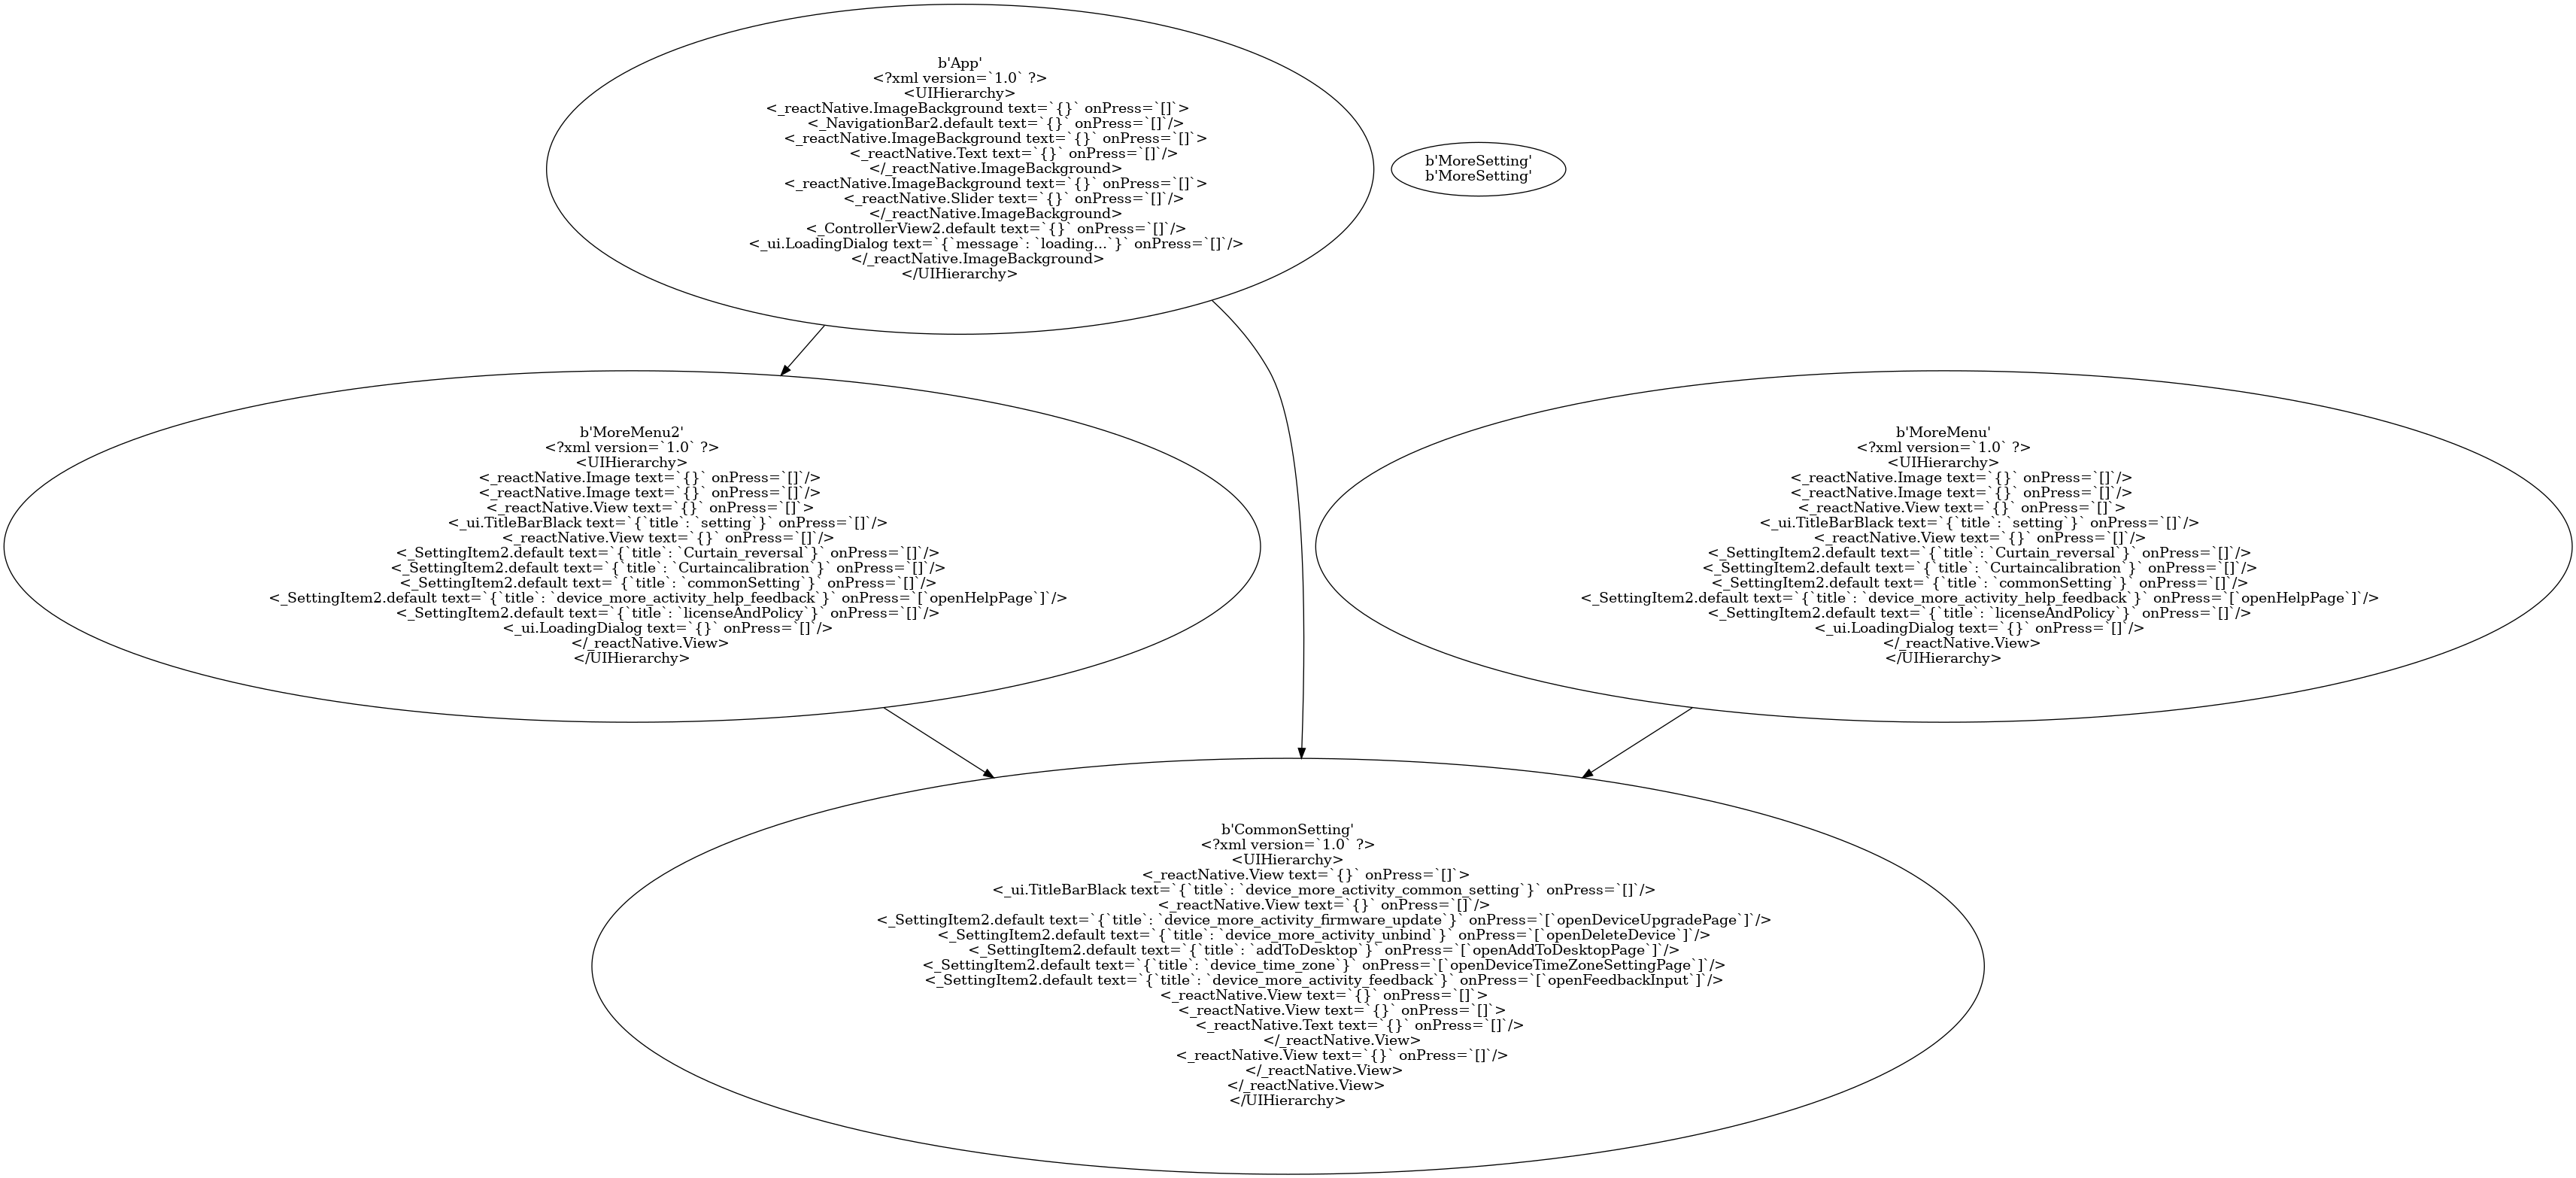 b'App'
<?xml version=`1.0` ?>
<UIHierarchy>
<_reactNative.ImageBackground text=`{}` onPress=`[]`>
<_NavigationBar2.default text=`{}` onPress=`[]`/>
<_reactNative.ImageBackground text=`{}` onPress=`[]`>
<_reactNative.Text text=`{}` onPress=`[]`/>
</_reactNative.ImageBackground>
<_reactNative.ImageBackground text=`{}` onPress=`[]`>
<_reactNative.Slider text=`{}` onPress=`[]`/>
</_reactNative.ImageBackground>
<_ControllerView2.default text=`{}` onPress=`[]`/>
<_ui.LoadingDialog text=`{`message`: `loading...`}` onPress=`[]`/>
</_reactNative.ImageBackground>
</UIHierarchy>
b'MoreSetting'
b'MoreSetting'
b'MoreMenu2'
<?xml version=`1.0` ?>
<UIHierarchy>
<_reactNative.Image text=`{}` onPress=`[]`/>
<_reactNative.Image text=`{}` onPress=`[]`/>
<_reactNative.View text=`{}` onPress=`[]`>
<_ui.TitleBarBlack text=`{`title`: `setting`}` onPress=`[]`/>
<_reactNative.View text=`{}` onPress=`[]`/>
<_SettingItem2.default text=`{`title`: `Curtain_reversal`}` onPress=`[]`/>
<_SettingItem2.default text=`{`title`: `Curtaincalibration`}` onPress=`[]`/>
<_SettingItem2.default text=`{`title`: `commonSetting`}` onPress=`[]`/>
<_SettingItem2.default text=`{`title`: `device_more_activity_help_feedback`}` onPress=`[`openHelpPage`]`/>
<_SettingItem2.default text=`{`title`: `licenseAndPolicy`}` onPress=`[]`/>
<_ui.LoadingDialog text=`{}` onPress=`[]`/>
</_reactNative.View>
</UIHierarchy>
b'MoreMenu'
<?xml version=`1.0` ?>
<UIHierarchy>
<_reactNative.Image text=`{}` onPress=`[]`/>
<_reactNative.Image text=`{}` onPress=`[]`/>
<_reactNative.View text=`{}` onPress=`[]`>
<_ui.TitleBarBlack text=`{`title`: `setting`}` onPress=`[]`/>
<_reactNative.View text=`{}` onPress=`[]`/>
<_SettingItem2.default text=`{`title`: `Curtain_reversal`}` onPress=`[]`/>
<_SettingItem2.default text=`{`title`: `Curtaincalibration`}` onPress=`[]`/>
<_SettingItem2.default text=`{`title`: `commonSetting`}` onPress=`[]`/>
<_SettingItem2.default text=`{`title`: `device_more_activity_help_feedback`}` onPress=`[`openHelpPage`]`/>
<_SettingItem2.default text=`{`title`: `licenseAndPolicy`}` onPress=`[]`/>
<_ui.LoadingDialog text=`{}` onPress=`[]`/>
</_reactNative.View>
</UIHierarchy>
b'CommonSetting'
<?xml version=`1.0` ?>
<UIHierarchy>
<_reactNative.View text=`{}` onPress=`[]`>
<_ui.TitleBarBlack text=`{`title`: `device_more_activity_common_setting`}` onPress=`[]`/>
<_reactNative.View text=`{}` onPress=`[]`/>
<_SettingItem2.default text=`{`title`: `device_more_activity_firmware_update`}` onPress=`[`openDeviceUpgradePage`]`/>
<_SettingItem2.default text=`{`title`: `device_more_activity_unbind`}` onPress=`[`openDeleteDevice`]`/>
<_SettingItem2.default text=`{`title`: `addToDesktop`}` onPress=`[`openAddToDesktopPage`]`/>
<_SettingItem2.default text=`{`title`: `device_time_zone`}` onPress=`[`openDeviceTimeZoneSettingPage`]`/>
<_SettingItem2.default text=`{`title`: `device_more_activity_feedback`}` onPress=`[`openFeedbackInput`]`/>
<_reactNative.View text=`{}` onPress=`[]`>
<_reactNative.View text=`{}` onPress=`[]`>
<_reactNative.Text text=`{}` onPress=`[]`/>
</_reactNative.View>
<_reactNative.View text=`{}` onPress=`[]`/>
</_reactNative.View>
</_reactNative.View>
</UIHierarchy>